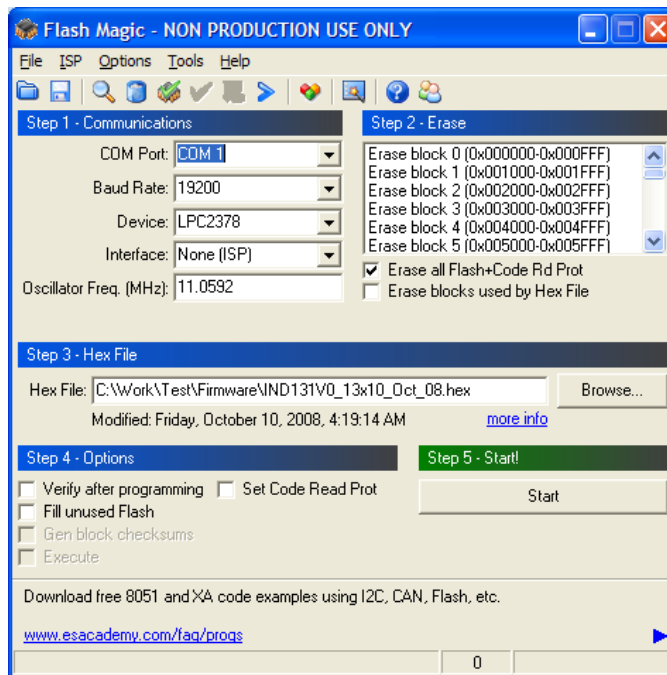 Flash Magic - NON PRODUCTION USE ONLY
File ISP Options Tools Help
Step 1 - Communications
COM Port: COM 1
Baud Rate: 19200
Device: LPC2378
Interface: None (ISP)
Oscillator Freq. (MHz): 11.0592
Step 2 - Erase
Erase block 0 (0x000000-0x000FFF)
Erase block 1 (0x001000-0x001FFF)
Erase block 2 (0x002000-0x002FFF)
Erase block 3 (0x003000-0x003FFF)
Erase block 4 (0x004000-0x004FFF)
Erase block 5 (0x005000-0x005FFF)
Erase all Flash+Code Rd Prot
Erase blocks used by Hex File
Step 3 - Hex File
Hex File: C:\Work\Test\Firmware\IND131V0_13x10_Oct_08.hex Browse...
Modified: Friday, October 10, 2008, 4:19:14 AM more info
Step 4 - Options
Verify after programming Set Code Read Prot
Fill unused Flash
Gen block checksums
Execute
Step 5 - Start!
Start
Download free 8051 and XA code examples using I2C, CAN, Flash, etc.
www.esacademy.com/faq/progs
0